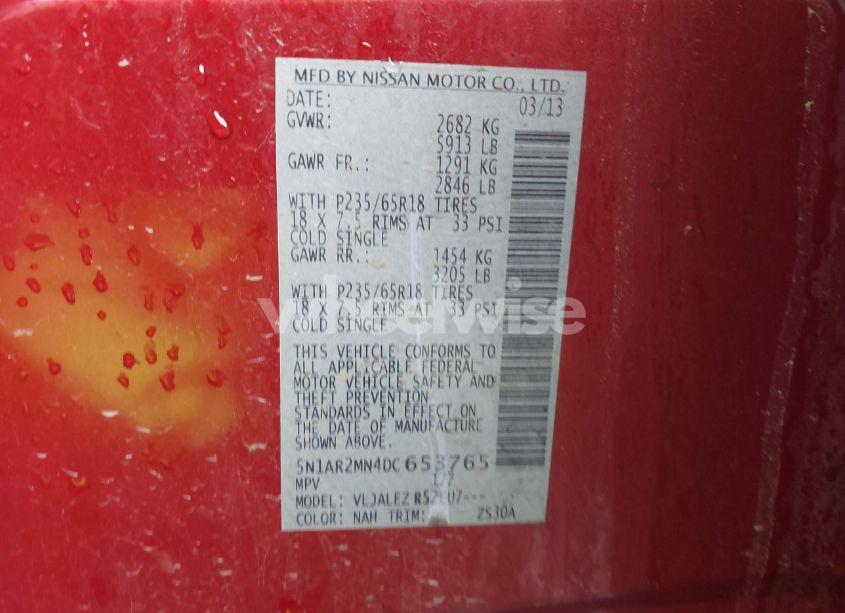 MFD BY NISSAN MOTOR CO., LTD.
DATE: 03/13
GVWR: 2682 KG
5913 LB
GAWR FR.: 1291 KG
2846 LB
WITH P235/65R18 TIRES
18 X 7.5 RIMS AT 33 PSI
COLD SINGLE
GAWR RR.: 1454 KG
3205 LB
WITH P235/65R18 TIRES
18 X 7.5 RIMS AT 33 PSI
COLD SINGLE
THIS VEHICLE CONFORMS TO
ALL APPLICABLE FEDERAL
MOTOR VEHICLE SAFETY AND
THEFT PREVENTION
STANDARDS IN EFFECT ON
THE DATE OF MANUFACTURE
SHOWN ABOVE.
5N1AR2MN4DC653765
MPV 177
MODEL: VLJALEZ
COLOR: NAH TRIM: ZS30A